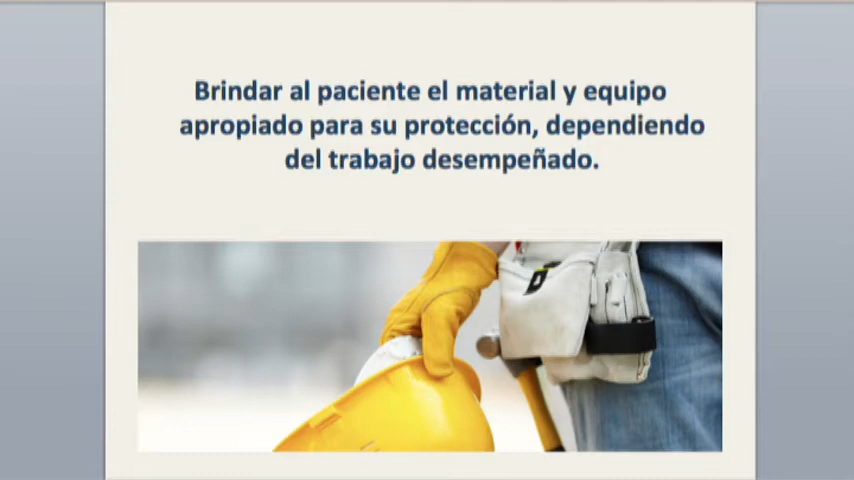 Brindar al paciente el material y equipo
apropiado para su protección, dependiendo
del trabajo desempeñado.